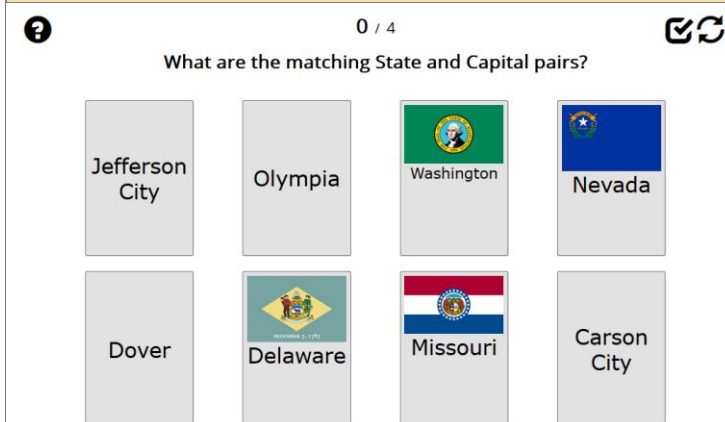 0 / 4
What are the matching State and Capital pairs?
Jefferson
City
Olympia
Washington
Nevada
Dover
Delaware
Missouri
Carson
City